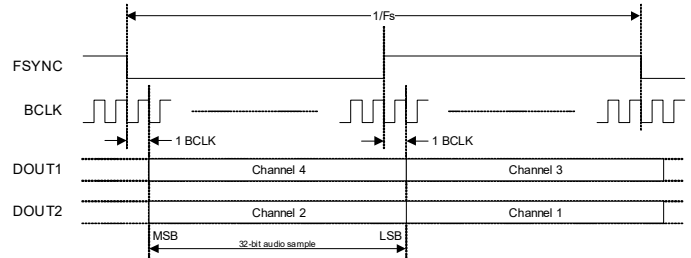 1/Fs
FSYNC
BCLK
1 BCLK 1 BCLK
DOUT1 Channel 4 Channel 3
DOUT2 Channel 2 Channel 1
MSB LSB
32-bit audio sample